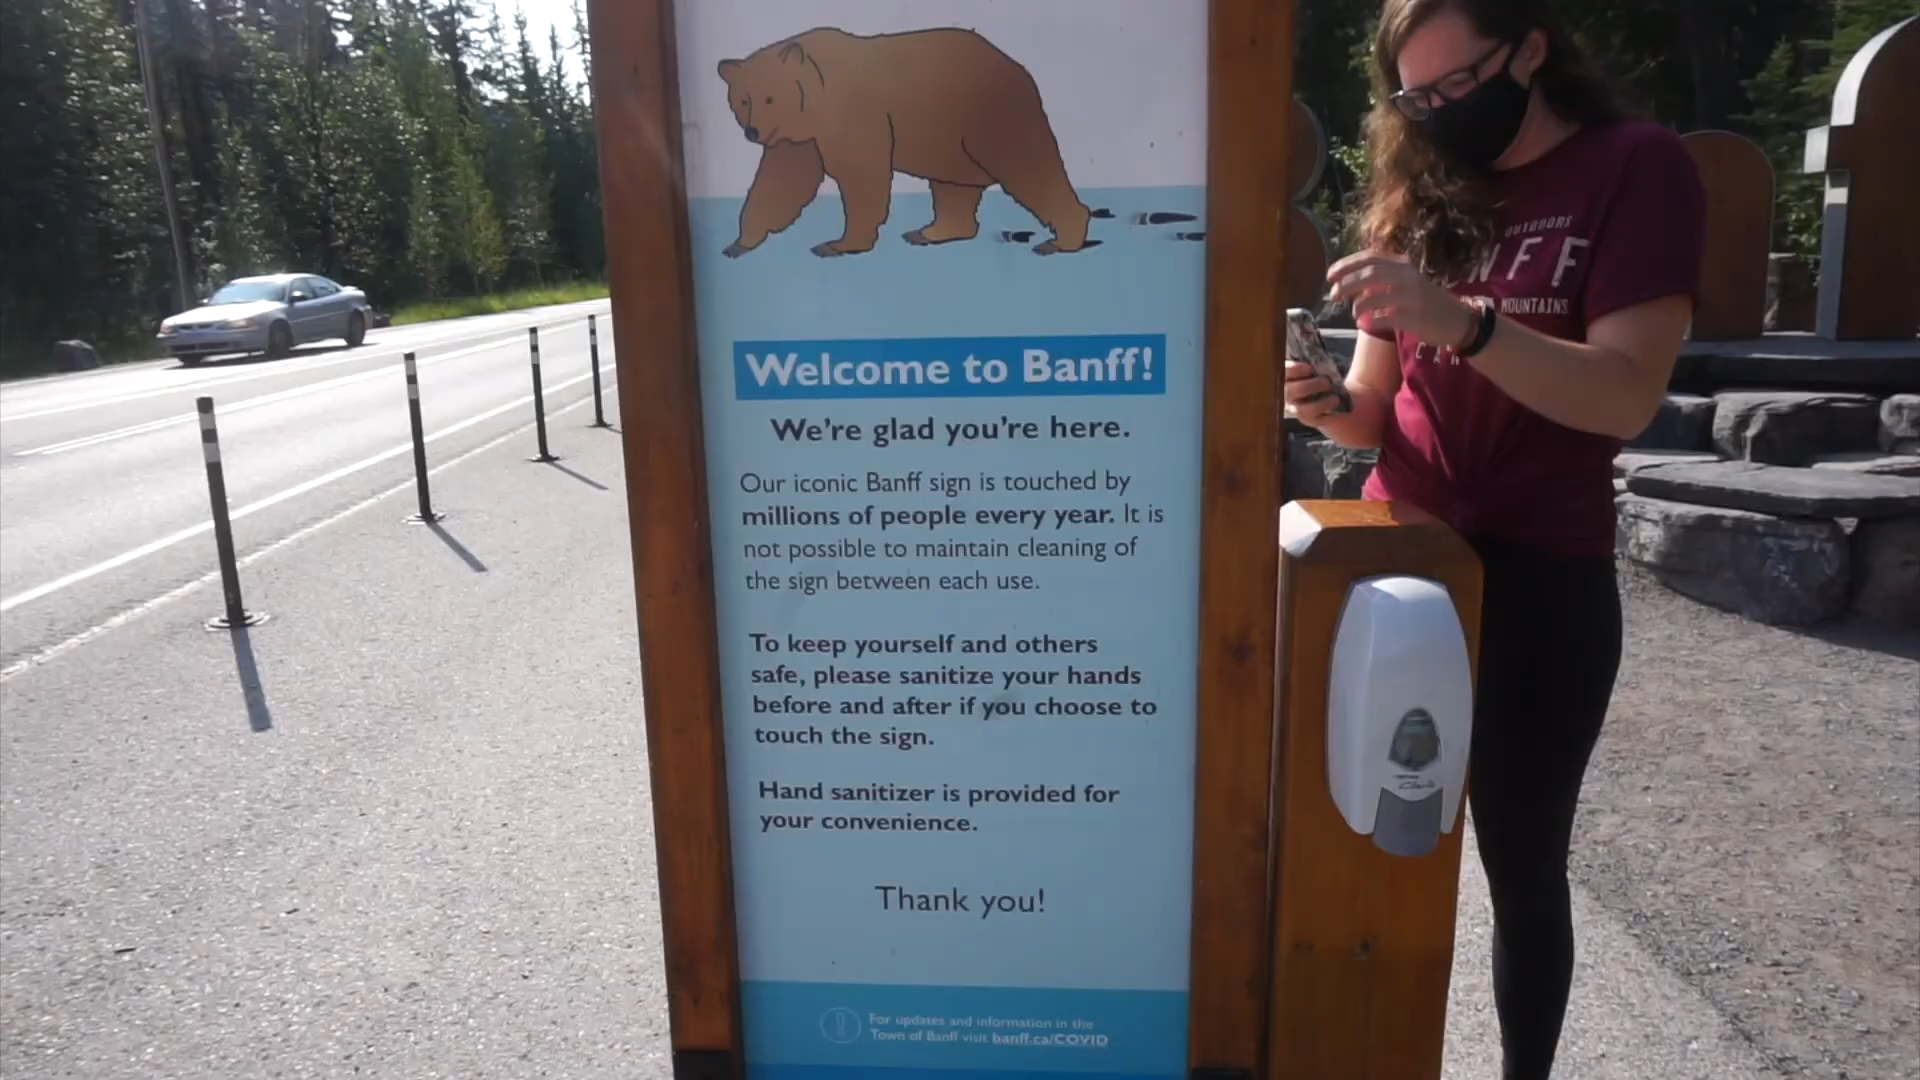 Welcome to Banff!
We're glad you're here.
Our iconic Banff sign is touched by
millions of people every year. It is
not possible to maintain cleaning of
the sign between each use.
To keep yourself and others
safe, please sanitize your hands
before and after if you choose to
touch the sign.
Hand sanitizer is provided for
your convenience.
Thank you!
For updates and information in the
Town of Banff visit banff.ca/COVID
OUTDOORS
NFF
MOUNTAINS